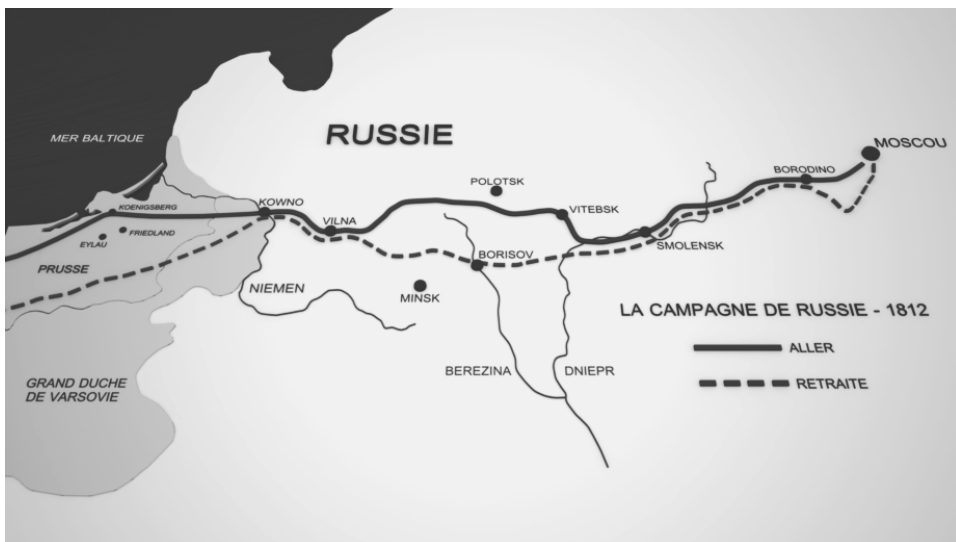 MER BALTIQUE
RUSSIE
MOSCOU
BORODINO
POLOTSK
KOENIGSBERG
KOWNO
VILNA
VITEBSK
FRIEDLAND
EYLAU
SMOLENSK
BORISOV
PRUSSE
NIEMEN
MINSK
LA CAMPAGNE DE RUSSIE - 1812
ALLER
BEREZINA
DNIEPR
RETRAITE
GRAND DUCHE
DE VARSOVIE